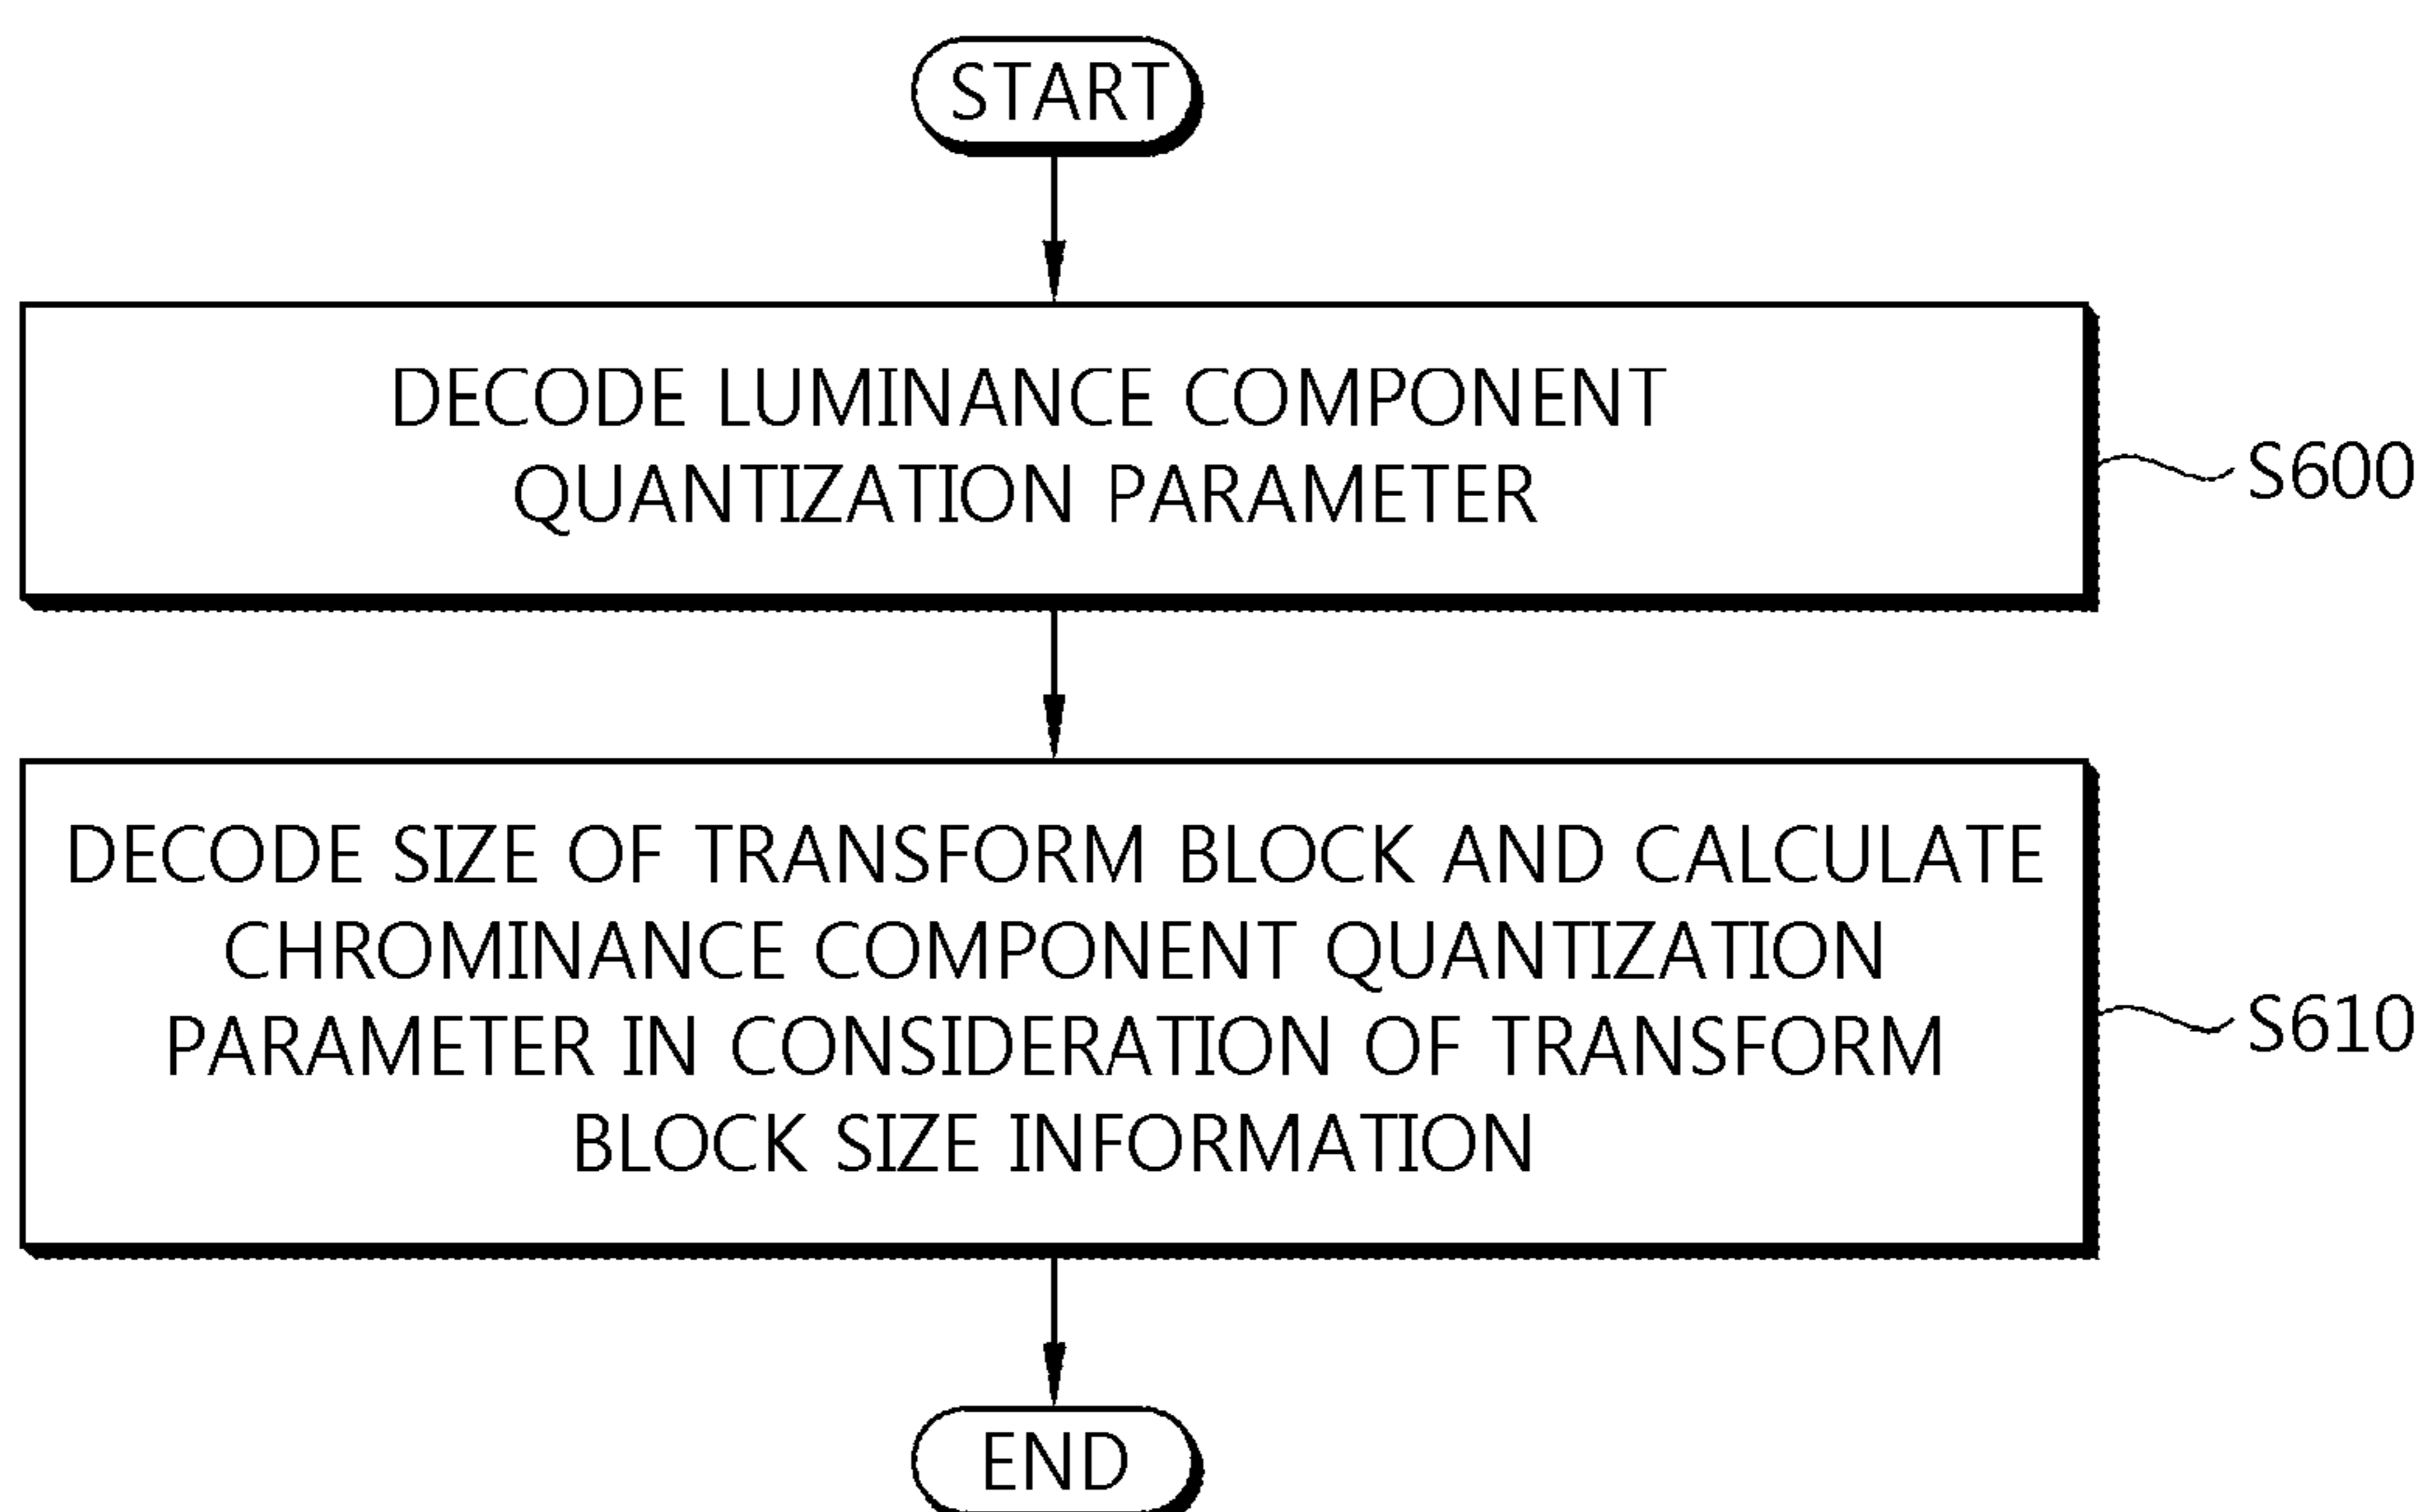 START
DECODE LUMINANCE COMPONENT
QUANTIZATION PARAMETER
S600
DECODE SIZE OF TRANSFORM BLOCK AND CALCULATE
CHROMINANCE COMPONENT QUANTIZATION
PARAMETER IN CONSIDERATION OF TRANSFORM
BLOCK SIZE INFORMATION
S610
END